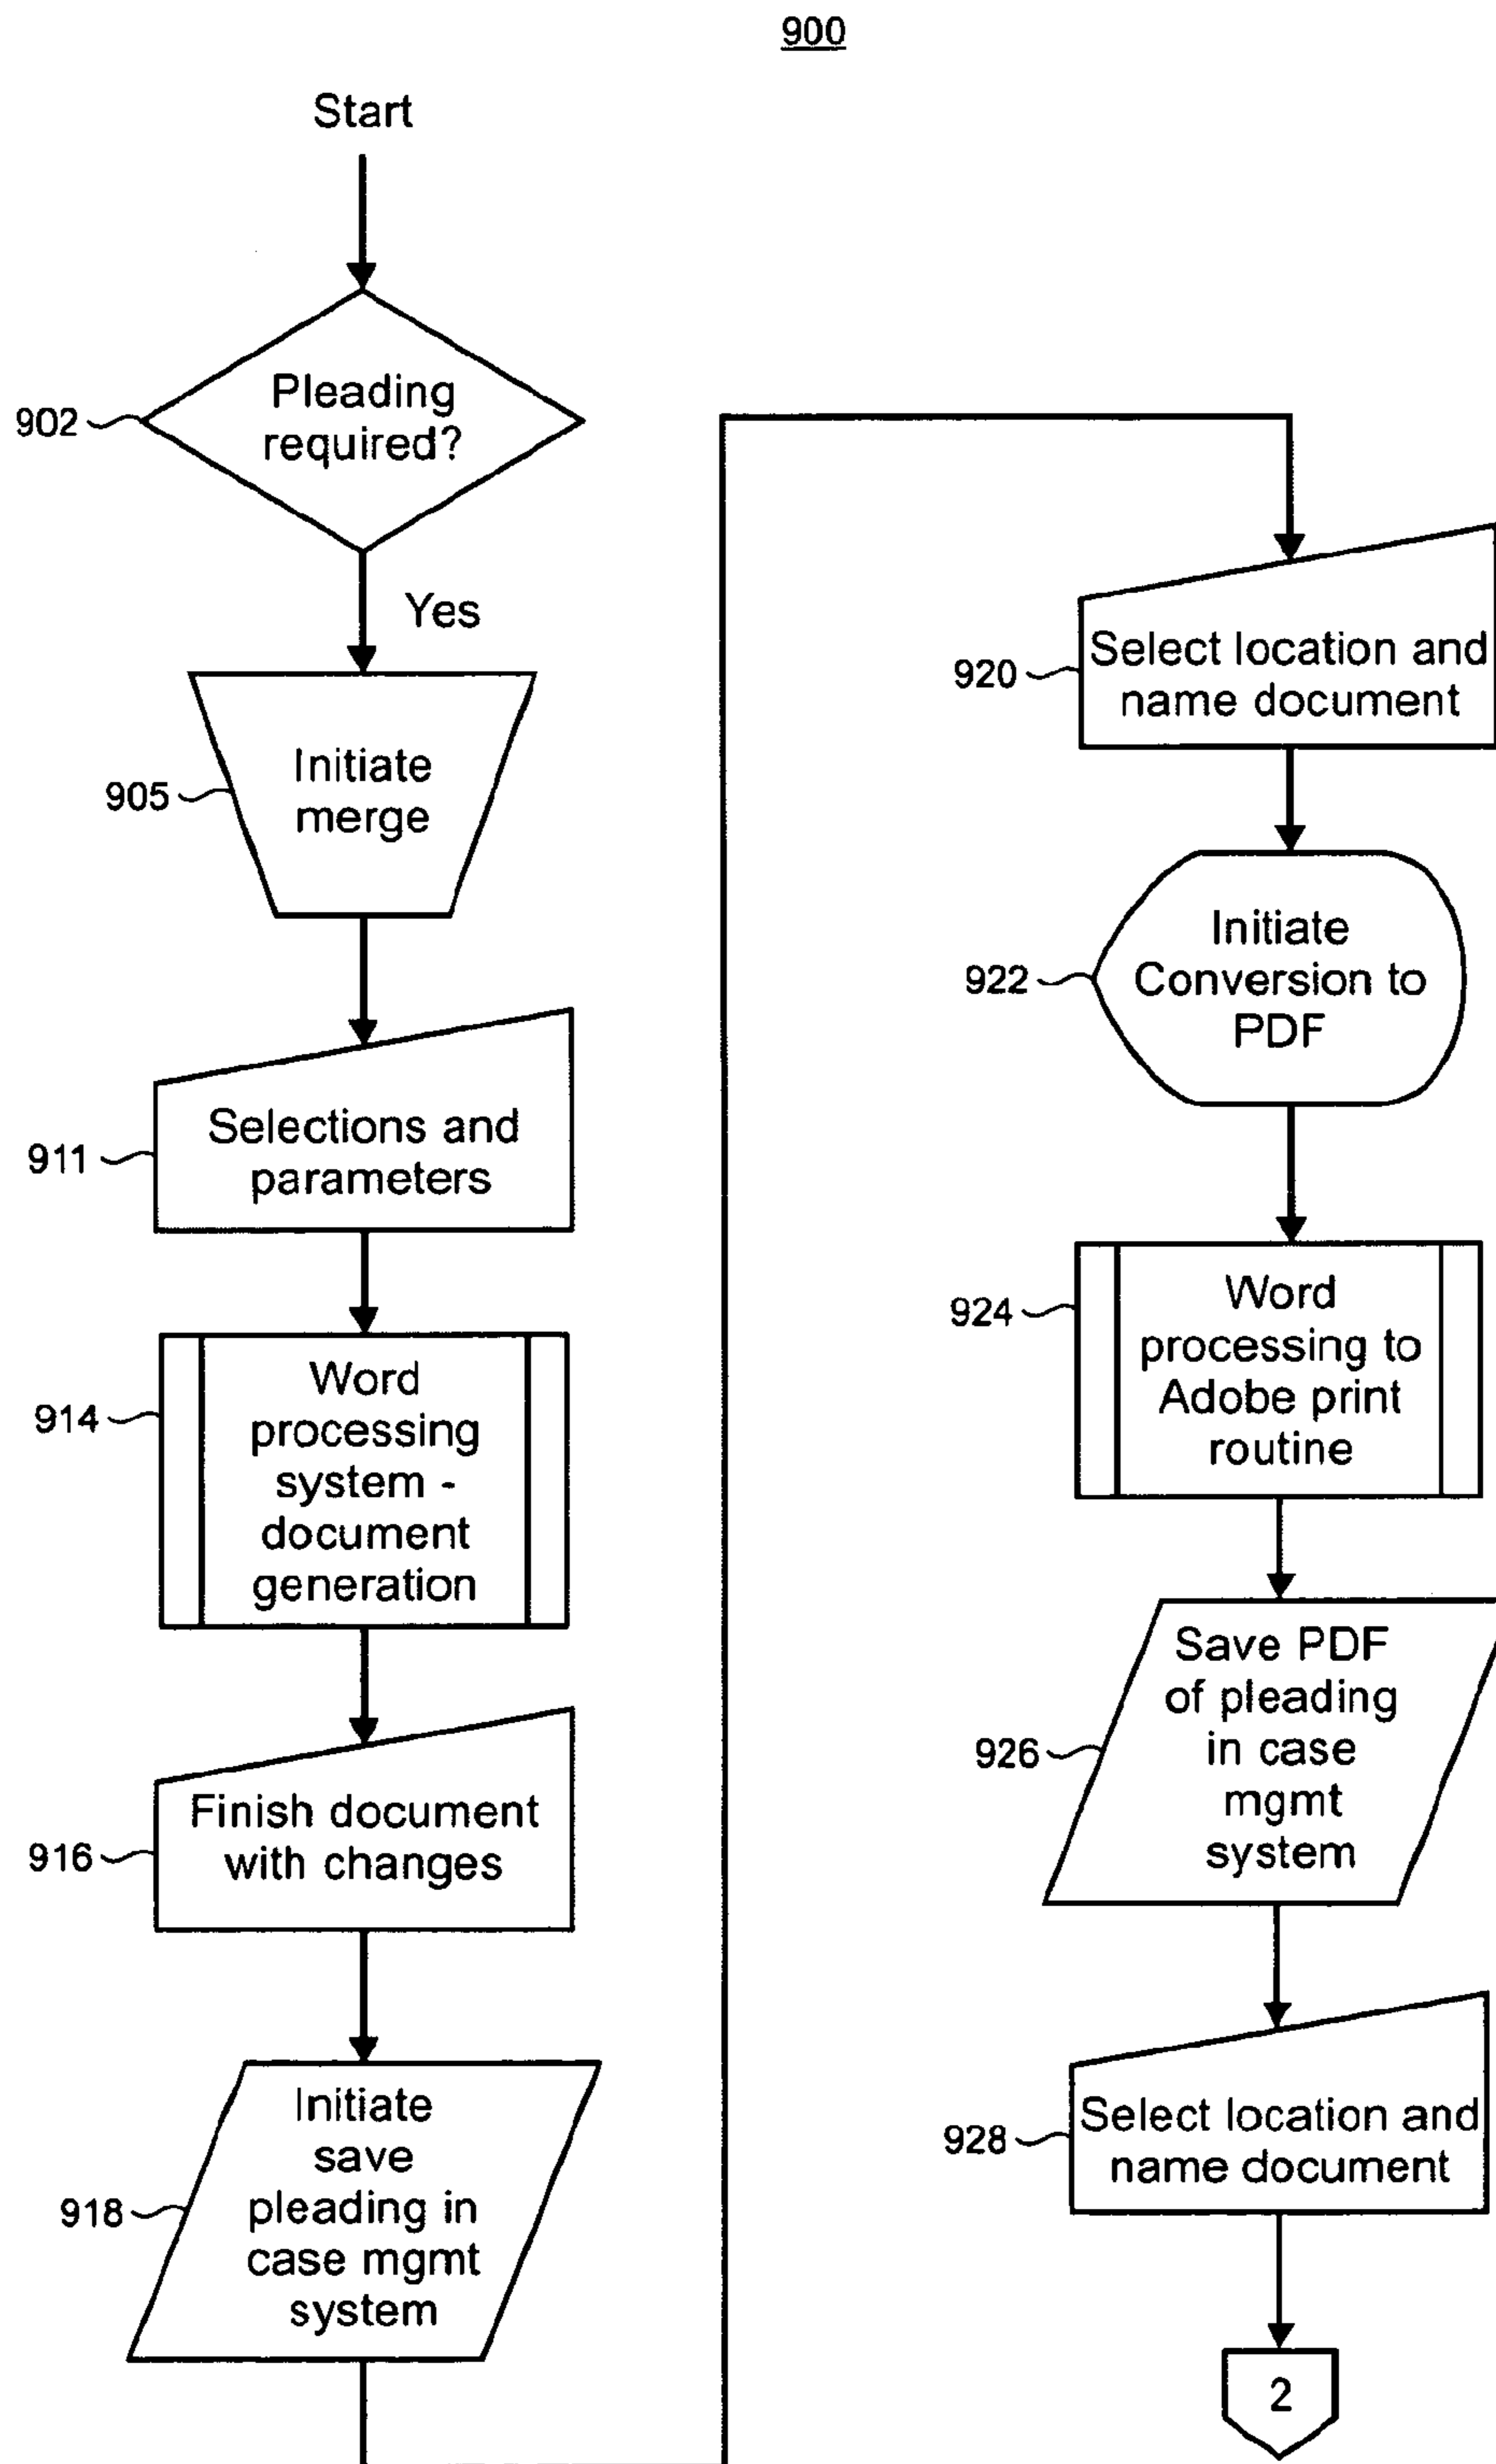 900
Start
902
Pleading
required?
Yes
905
Initiate
merge
911
Selections and
parameters
914
Word
processing
system -
document
generation
916
Finish document
with changes
918
Initiate
save
pleading in
case mgmt
system
920
Select location and
name document
922
Initiate
Conversion to
PDF
924
Word
processing to
Adobe print
routine
926
Save PDF
of pleading
in case
mgmt
system
928
Select location and
name document
2